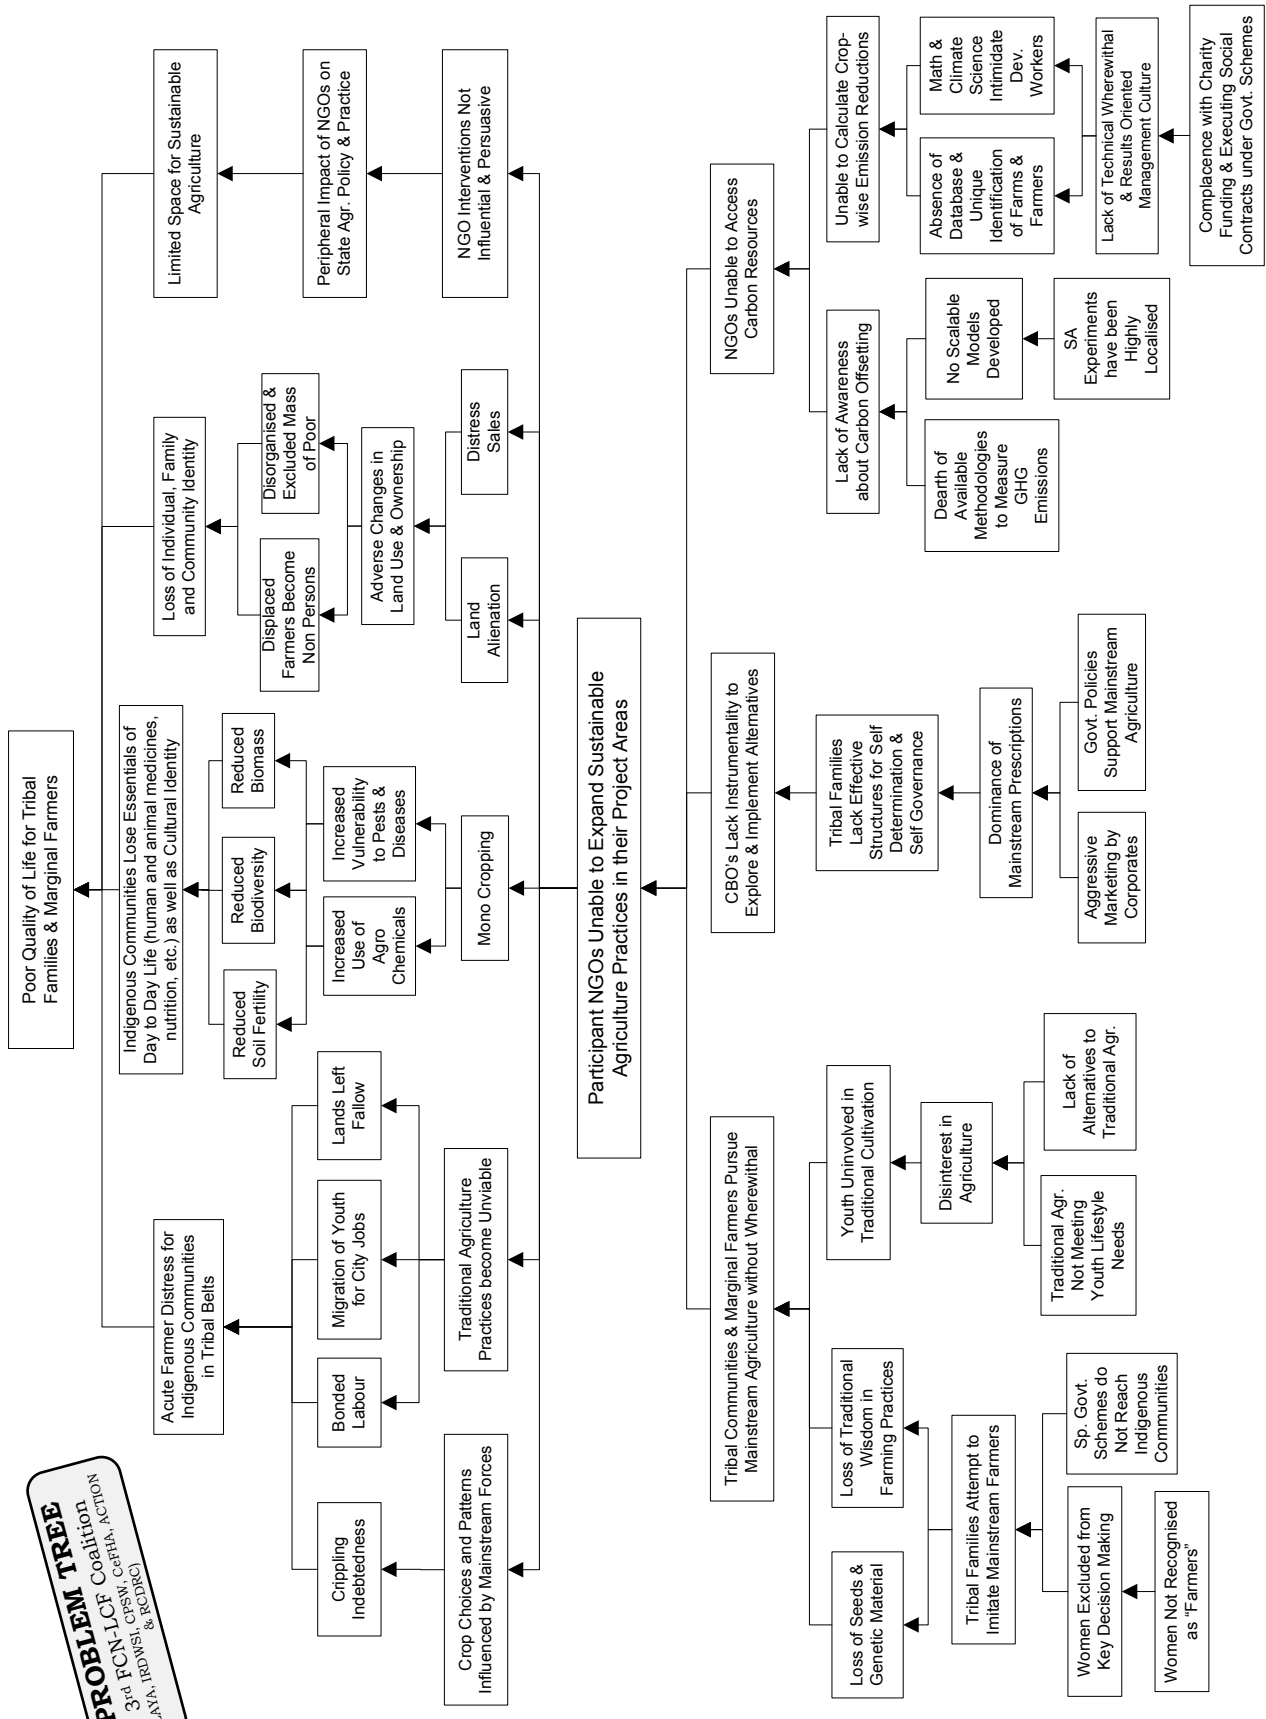 PROBLEM TREE
3rd FCN-LCF Coalition
IRDWSI, CPSW, CeFHA, ACTION
& RCDRC)
Poor Quality of Life for Tribal
Families & Marginal Farmers
Acute Farmer Distress for
Indigenous Communities
in Tribal Belts
Indigenous Communities Lose Essentials of
Day to Day Life (human and animal medicines,
nutrition, etc.) as well as Cultural Identity
Loss of Individual, Family
and Community Identity
Limited Space for Sustainable
Agriculture
Crippling
Indebtedness
Bonded
Labour
Migration of Youth
for City Jobs
Lands Left
Fallow
Reduced
Soil Fertility
Reduced
Biodiversity
Reduced
Biomass
Displaced
Farmers Become
Non Persons
Disorganised &
Excluded Mass
of Poor
Peripheral Impact of NGOs on
State Agr. Policy & Practice
Increased
Use of
Agro
Chemicals
Increased
Vulnerability
to Pests &
Diseases
Adverse Changes in
Land Use & Ownership
Crop Choices and Patterns
Influenced by Mainstream Forces
Traditional Agriculture
Practices become Unviable
Mono Cropping
Land
Alienation
Distress
Sales
NGO Interventions Not
Influential & Persuasive
Participant NGOs Unable to Expand Sustainable
Agriculture Practices in their Project Areas
Tribal Communities & Marginal Farmers Pursue
Mainstream Agriculture without Wherewithal
CBO's Lack Instrumentality to
Explore & Implement Alternatives
NGOs Unable to Access
Carbon Resources
Loss of Seeds &
Genetic Material
Loss of Traditional
Wisdom in
Farming Practices
Youth Uninvolved in
Traditional Cultivation
Tribal Families
Lack Effective
Structures for Self
Determination &
Self Governance
Lack of Awareness
about Carbon Offsetting
Unable to Calculate Crop-
wise Emission Reductions
Tribal Families Attempt to
Imitate Mainstream Farmers
Disinterest in
Agriculture
Dominance of
Mainstream Prescriptions
Dearth of
Available
Methodologies
to Measure
GHG
Emissions
No Scalable
Models
Developed
Absence of
Database &
Unique
Identification
of Farms &
Farmers
Math &
Climate
Science
Intimidate
Dev.
Workers
Women Excluded from
Key Decision Making
Sp. Govt.
Schemes do
Not Reach
Indigenous
Communities
Traditional Agr.
Not Meeting
Youth Lifestyle
Needs
Lack of
Alternatives to
Traditional Agr.
Aggressive
Marketing by
Corporates
Govt. Policies
Support Mainstream
Agriculture
SA
Experiments
have been
Highly
Localised
Lack of Technical Wherewithal
& Results Oriented
Management Culture
Women Not Recognised
as “Farmers”
Complacence with Charity
Funding & Executing Social
Contracts under Govt. Schemes